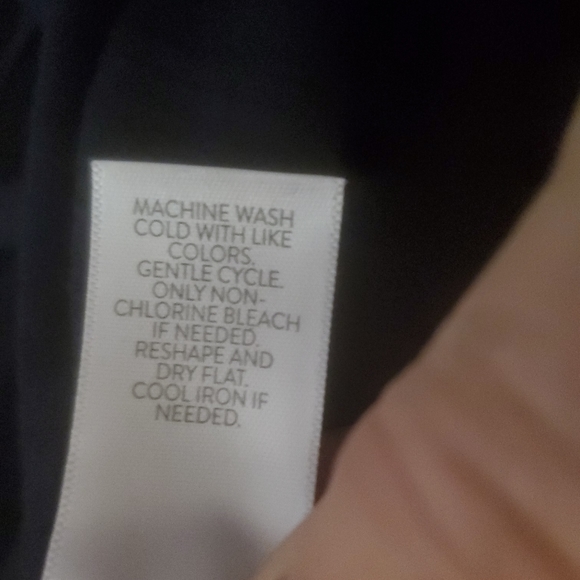 MACHINE WASH
COLD WITH LIKE
COLORS.
GENTLE CYCLE.
ONLY NON-
CHLORINE BLEACH
IF NEEDED.
RESHAPE AND
DRY FLAT.
COOL IRON IF
NEEDED.